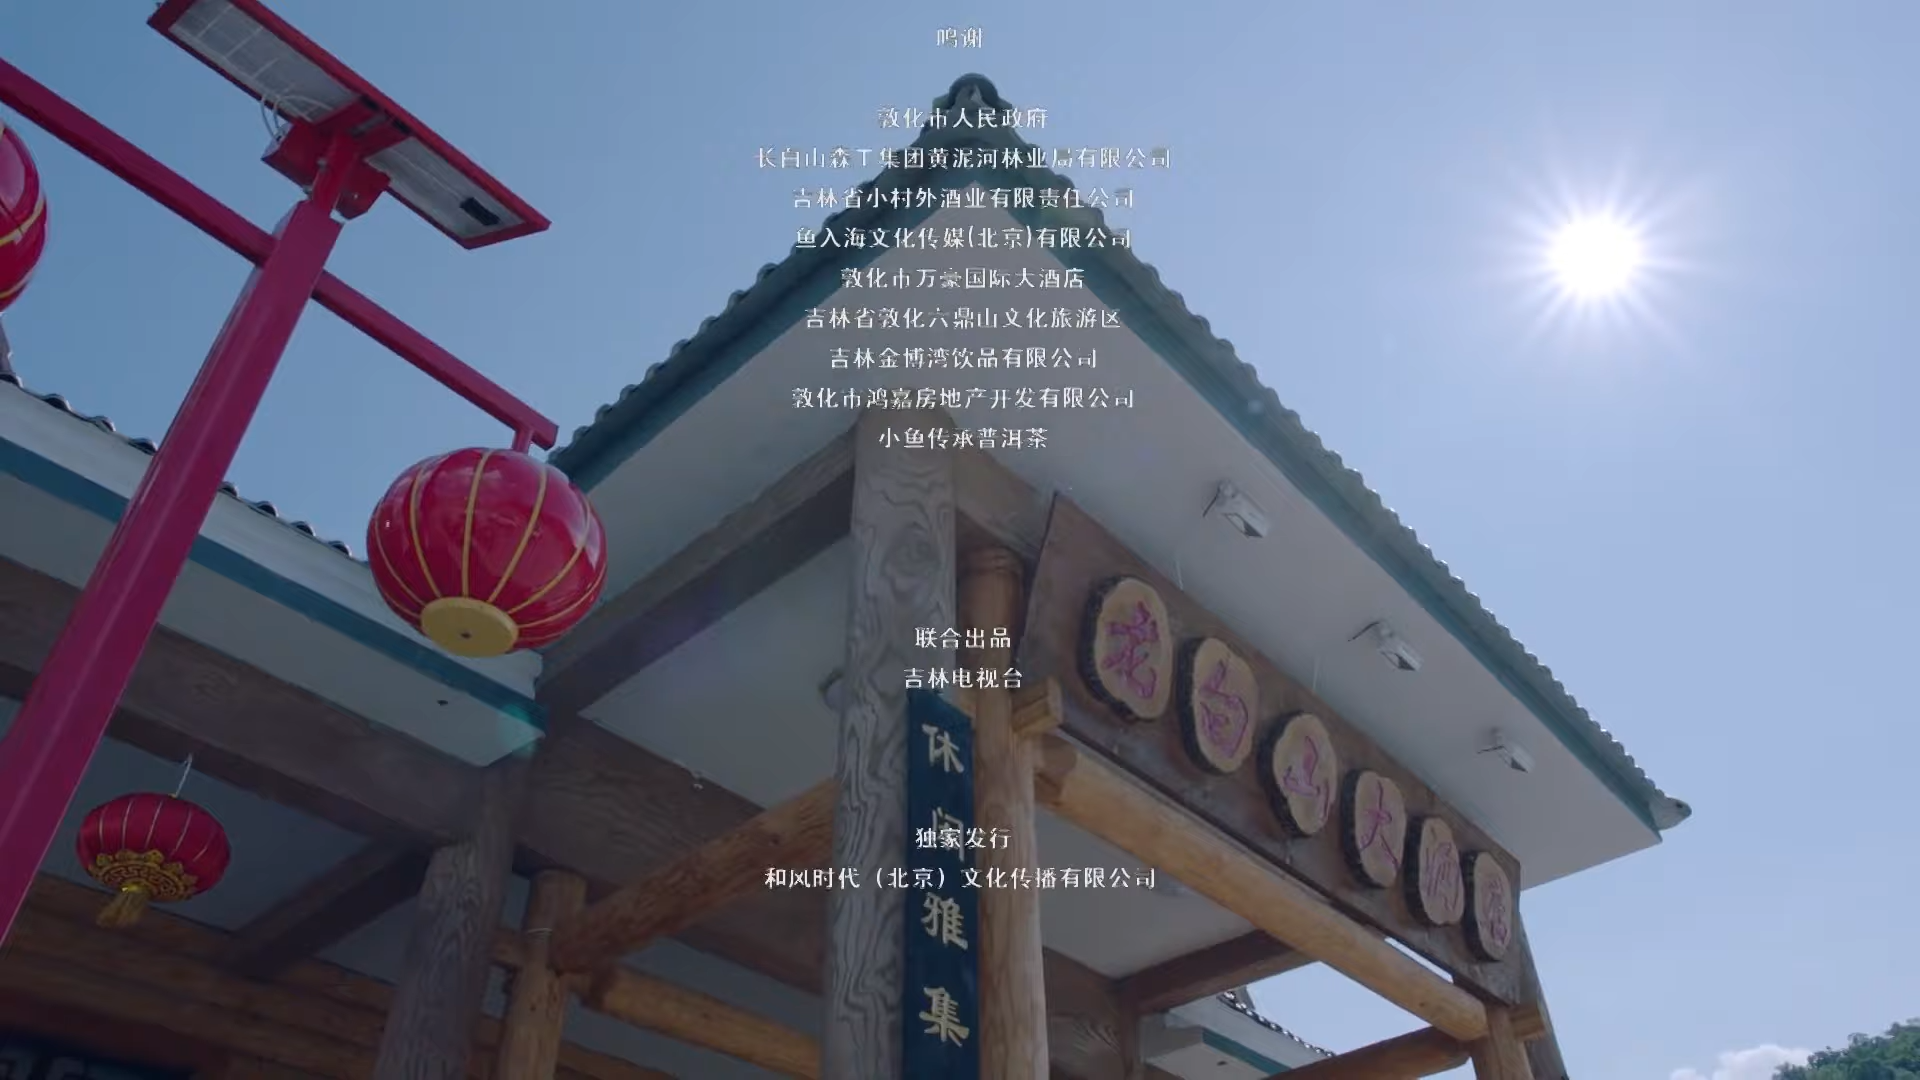 鸣谢
敦化市人民政府
长白山森工集团黄泥河林业局有限公司
吉林省小村外酒业有限责任公司
鱼入海文化传媒(北京)有限公司
敦化市万豪国际大酒店
吉林省敦化六鼎山文化旅游区
吉林金博湾饮品有限公司
敦化市鸿嘉房地产开发有限公司
小鱼传承普洱茶
联合出品
吉林电视台
独家发行
和风时代（北京）文化传播有限公司
老白山大酒店
休闲雅集